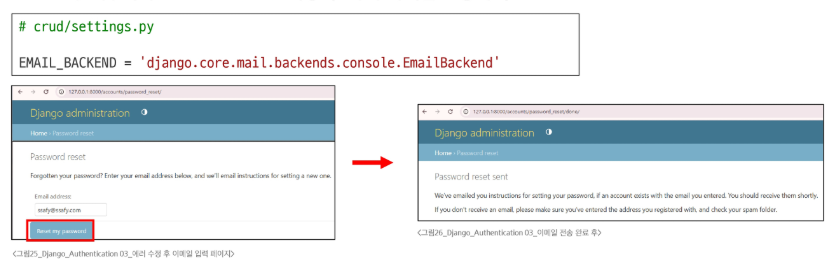 # crud/settings.py
EMAIL_BACKEND = 'django.core.mail.backends.console.EmailBackend'
127.0.0.1:8000/accounts/password_reset/
Django administration
Home › Password reset
Password reset
Forgotten your password? Enter your email address below, and we'll email instructions for setting a new one.
Email address:
ssafy@ssafy.com
Reset my password
<그림25_Django_Authentication 03_에러 수정 후 이메일 입력 페이지>
127.0.0.1:8000/accounts/password_reset/done/
Django administration
Home › Password reset
Password reset sent
We've emailed you instructions for setting your password, if an account exists with the email you entered. You should receive them shortly.
If you don't receive an email, please make sure you've entered the address you registered with, and check your spam folder.
<그림26_Django_Authentication 03_이메일 전송 완료 후>